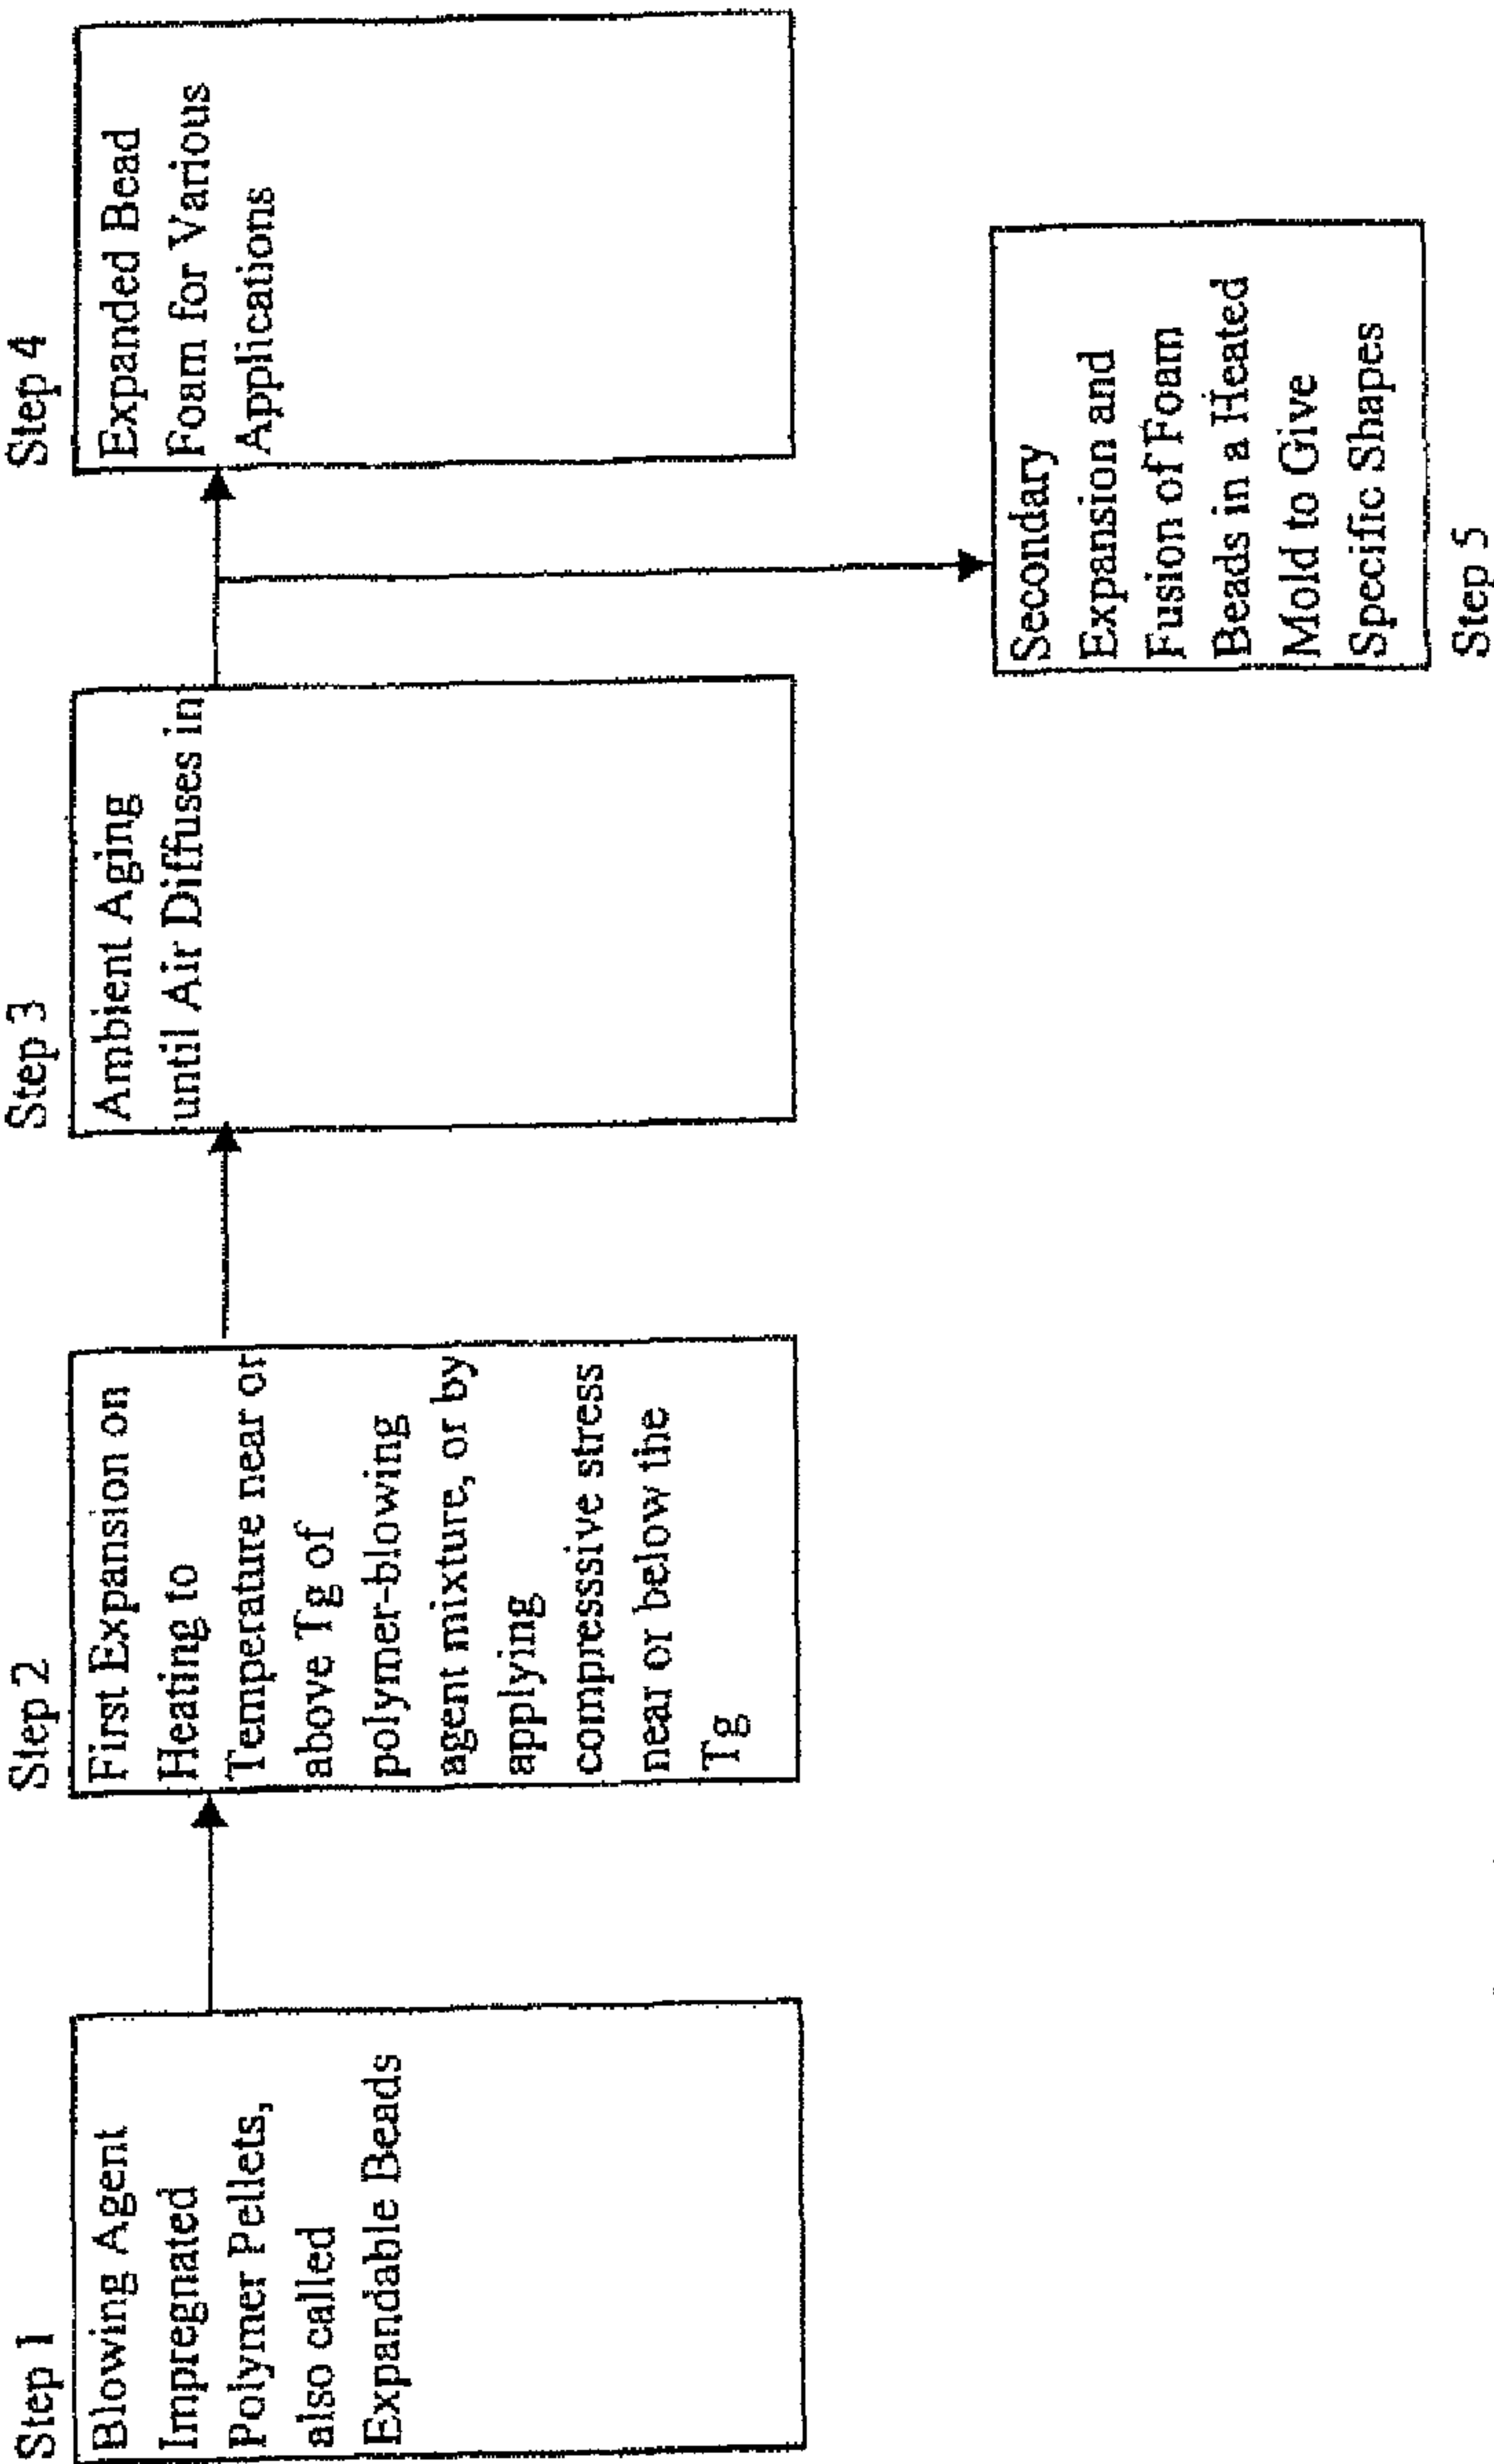 Step 1
Blowing Agent
Impregnated
Polymer Pellets,
also called
Expandable Beads
Step 2
First Expansion on
Heating to
Temperature near or
above Tg of
polymer-blowing
agent mixture, or by
applying
compresssive stress
near or below the
Tg
Step 3
Ambient Aging
until Air Diffuses in
Step 4
Expanded Bead
Foam for Various
Applications
Secondary
Expansion and
Fusion of Foam
Beads in a Heated
Mold to Give
Specific Shapes
Step 5